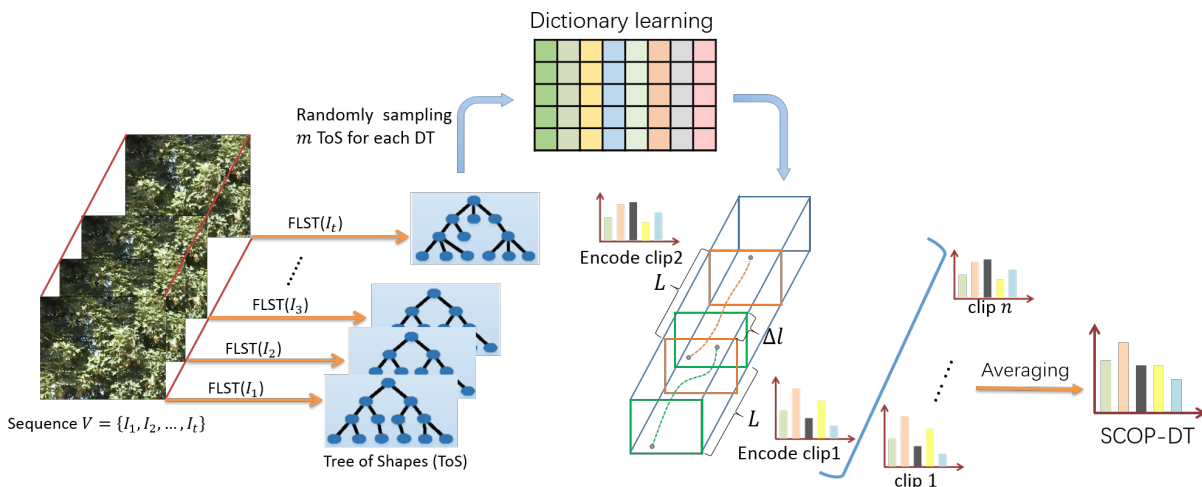 Dictionary learning
Randomly sampling
m ToS for each DT
FLST(I_t)
FLST(I_3)
FLST(I_2)
FLST(I_1)
Sequence V = {I_1, I_2, ..., I_t}
Tree of Shapes (ToS)
Encode clip2
L
Δl
L
Encode clip1
clip n
clip 1
Averaging
SCOP-DT